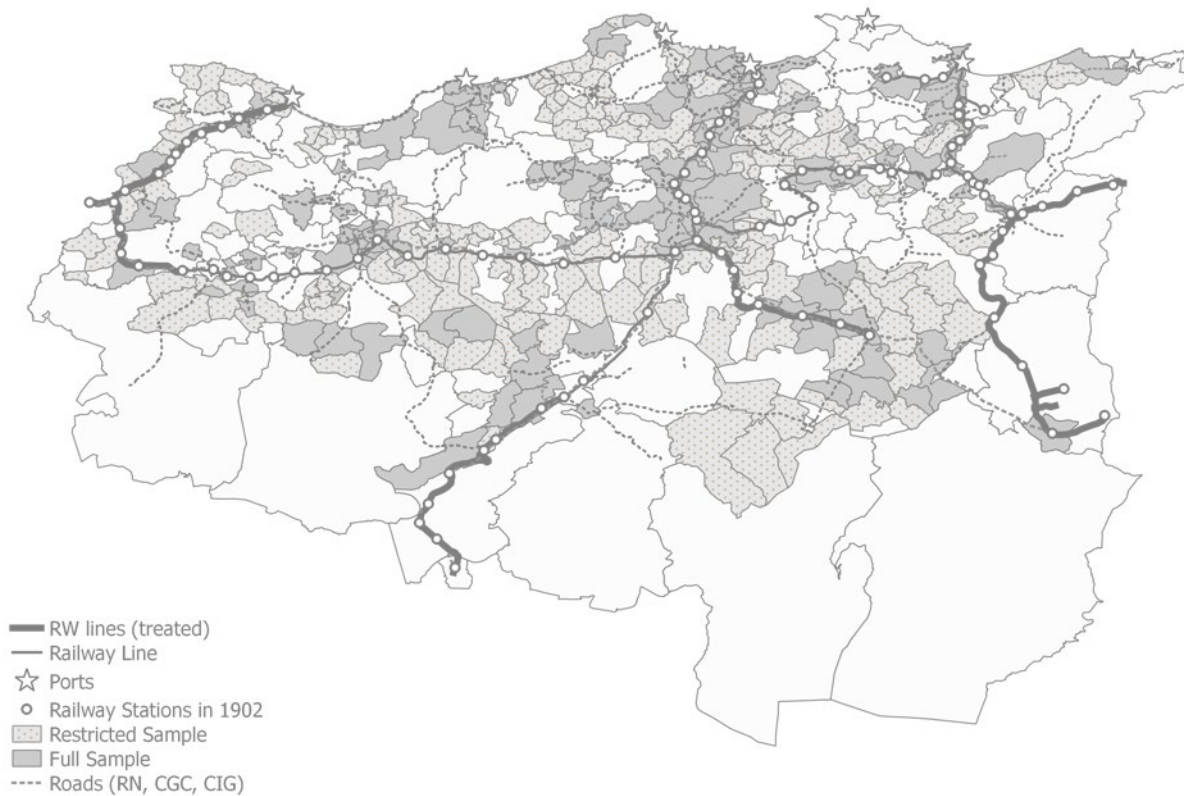 RW lines (treated)
Railway Line
Ports
Railway Stations in 1902
Restricted Sample
Full Sample
Roads (RN, CGC, CIG)